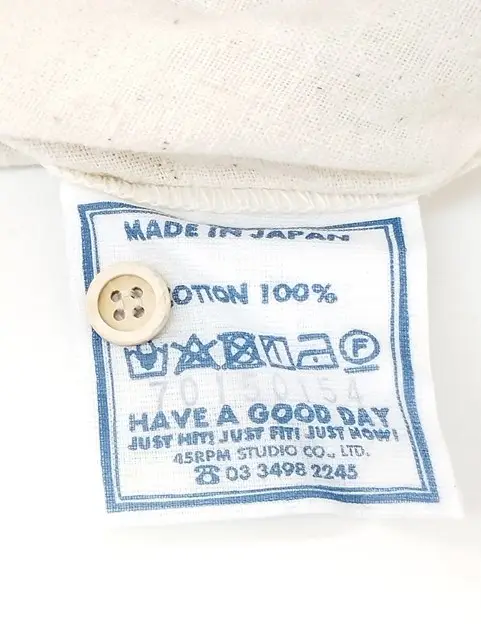 MADE IN JAPAN
OTTON 100%
F
70150154
HAVE A GOOD DAY
JUST HIT! JUST FIT! JUST NOW!
45RPM STUDIO CO., LTD.
☎ 03 3498 2245